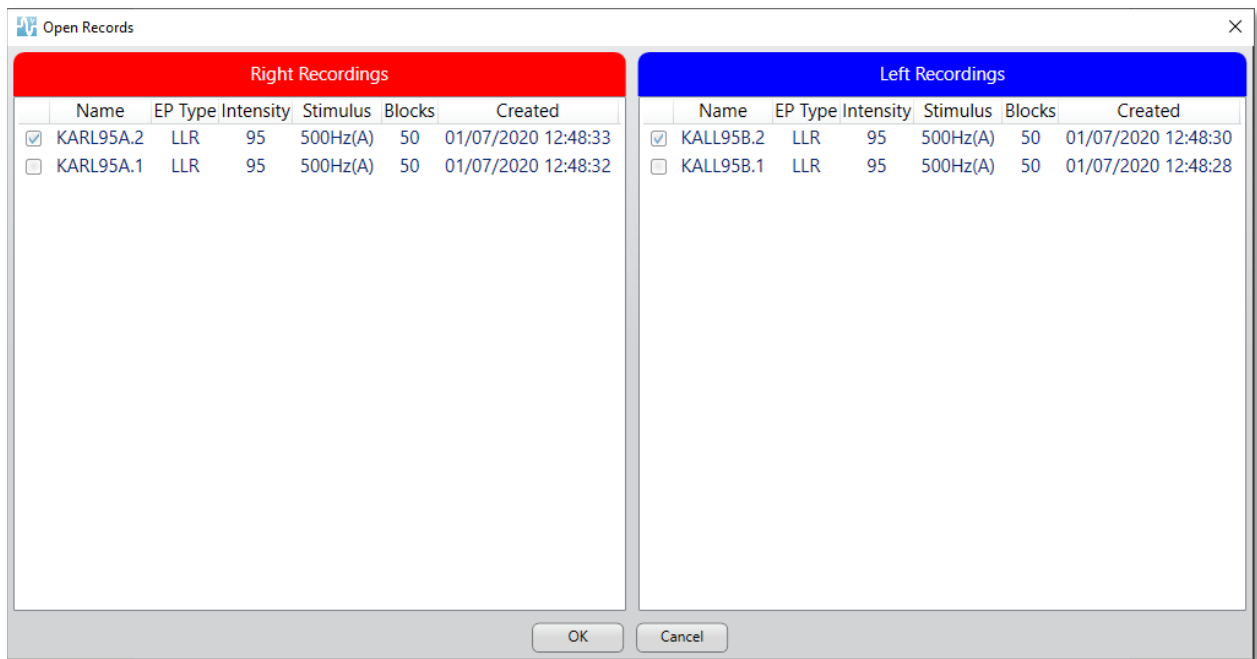 Open Records
Right Recordings
Name EP Type Intensity Stimulus Blocks Created
KARL95A.2 LLR 95 500Hz(A) 50 01/07/2020 12:48:33
KARL95A.1 LLR 95 500Hz(A) 50 01/07/2020 12:48:32
Left Recordings
Name EP Type Intensity Stimulus Blocks Created
KALL95B.2 LLR 95 500Hz(A) 50 01/07/2020 12:48:30
KALL95B.1 LLR 95 500Hz(A) 50 01/07/2020 12:48:28
OK Cancel